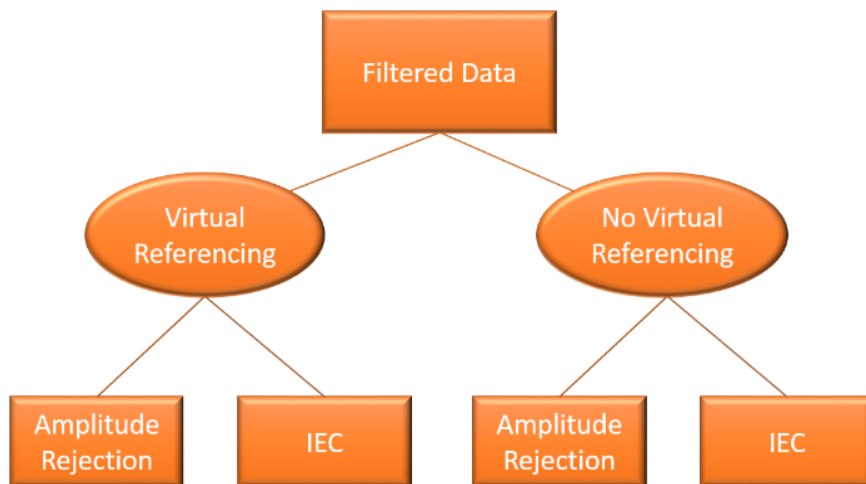 Filtered Data
Virtual
Referencing
No Virtual
Referencing
Amplitude
Rejection
IEC
Amplitude
Rejection
IEC